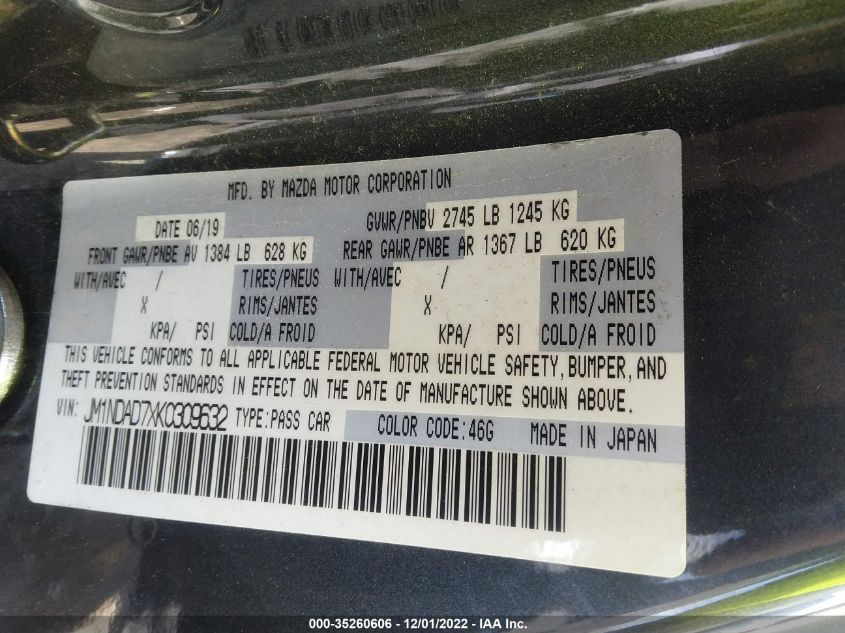 MFD. BY MAZDA MOTOR CORPORATION
DATE 06/19 GVWR/PNBV 2745 LB 1245 KG
FRONT GAWR/PNBE AV 1384 LB 628 KG REAR GAWR/PNBE AR 1367 LB 620 KG
WITH/AVEC / TIRES/PNEUS WITH/AVEC / TIRES/PNEUS
X RIMS/JANTES X RIMS/JANTES
KPA/ PSI COLD/A FROID KPA/ PSI COLD/A FROID
THIS VEHICLE CONFORMS TO ALL APPLICABLE FEDERAL MOTOR VEHICLE SAFETY, BUMPER, AND
THEFT PREVENTION STANDARDS IN EFFECT ON THE DATE OF MANUFACTURE SHOWN ABOVE.
VIN: JM1NDAD7XK0309632 TYPE:PASS CAR COLOR CODE:46G MADE IN JAPAN
000-35260606 - 12/01/2022 - IAA Inc.